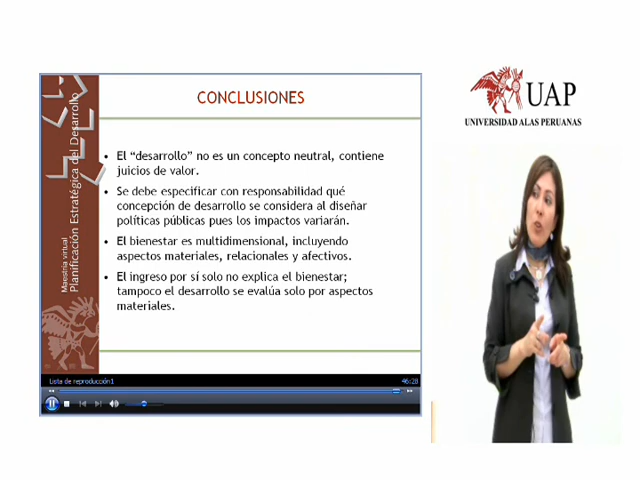 CONCLUSIONES
El “desarrollo” no es un concepto neutral, contiene
juicios de valor.
Se debe especificar con responsabilidad qué
concepción de desarrollo se considera al diseñar
políticas públicas pues los impactos variarán.
El bienestar es multidimensional, incluyendo
aspectos materiales, relacionales y afectivos.
El ingreso por sí solo no explica el bienestar;
tampoco el desarrollo se evalúa solo por aspectos
materiales.
Maestría virtual
Planificación Estratégica del Desarrollo
Lista de reproducción1
46:28
UAP
UNIVERSIDAD ALAS PERUANAS